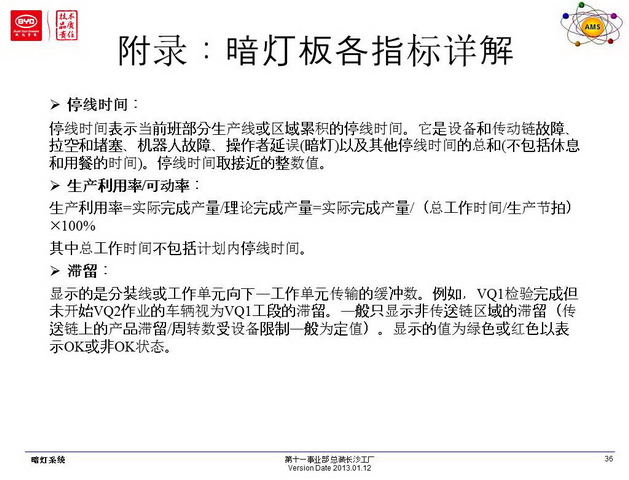 BYD
技术
品质
责任
AMS
附录：暗灯板各指标详解
➤ 停线时间：
停线时间表示当前班部分生产线或区域累积的停线时间。它是设备和传动链故障、
拉空和堵塞、机器人故障、操作者延误(暗灯)以及其他停线时间的总和(不包括休息
和用餐的时间)。停线时间取接近的整数值。
➤ 生产利用率/可动率：
生产利用率=实际完成产量/理论完成产量=实际完成产量/（总工作时间/生产节拍）
×100%
其中总工作时间不包括计划内停线时间。
➤ 滞留：
显示的是分装线或工作单元向下一工作单元传输的缓冲数。例如，VQ1检验完成但
未开始VQ2作业的车辆视为VQ1工段的滞留。一般只显示非传送链区域的滞留（传
送链上的产品滞留/周转数受设备限制一般为定值）。显示的值为绿色或红色以表
示OK或非OK状态。
暗灯系统
第十一事业部总装长沙工厂
Version Date 2013.01.12
36